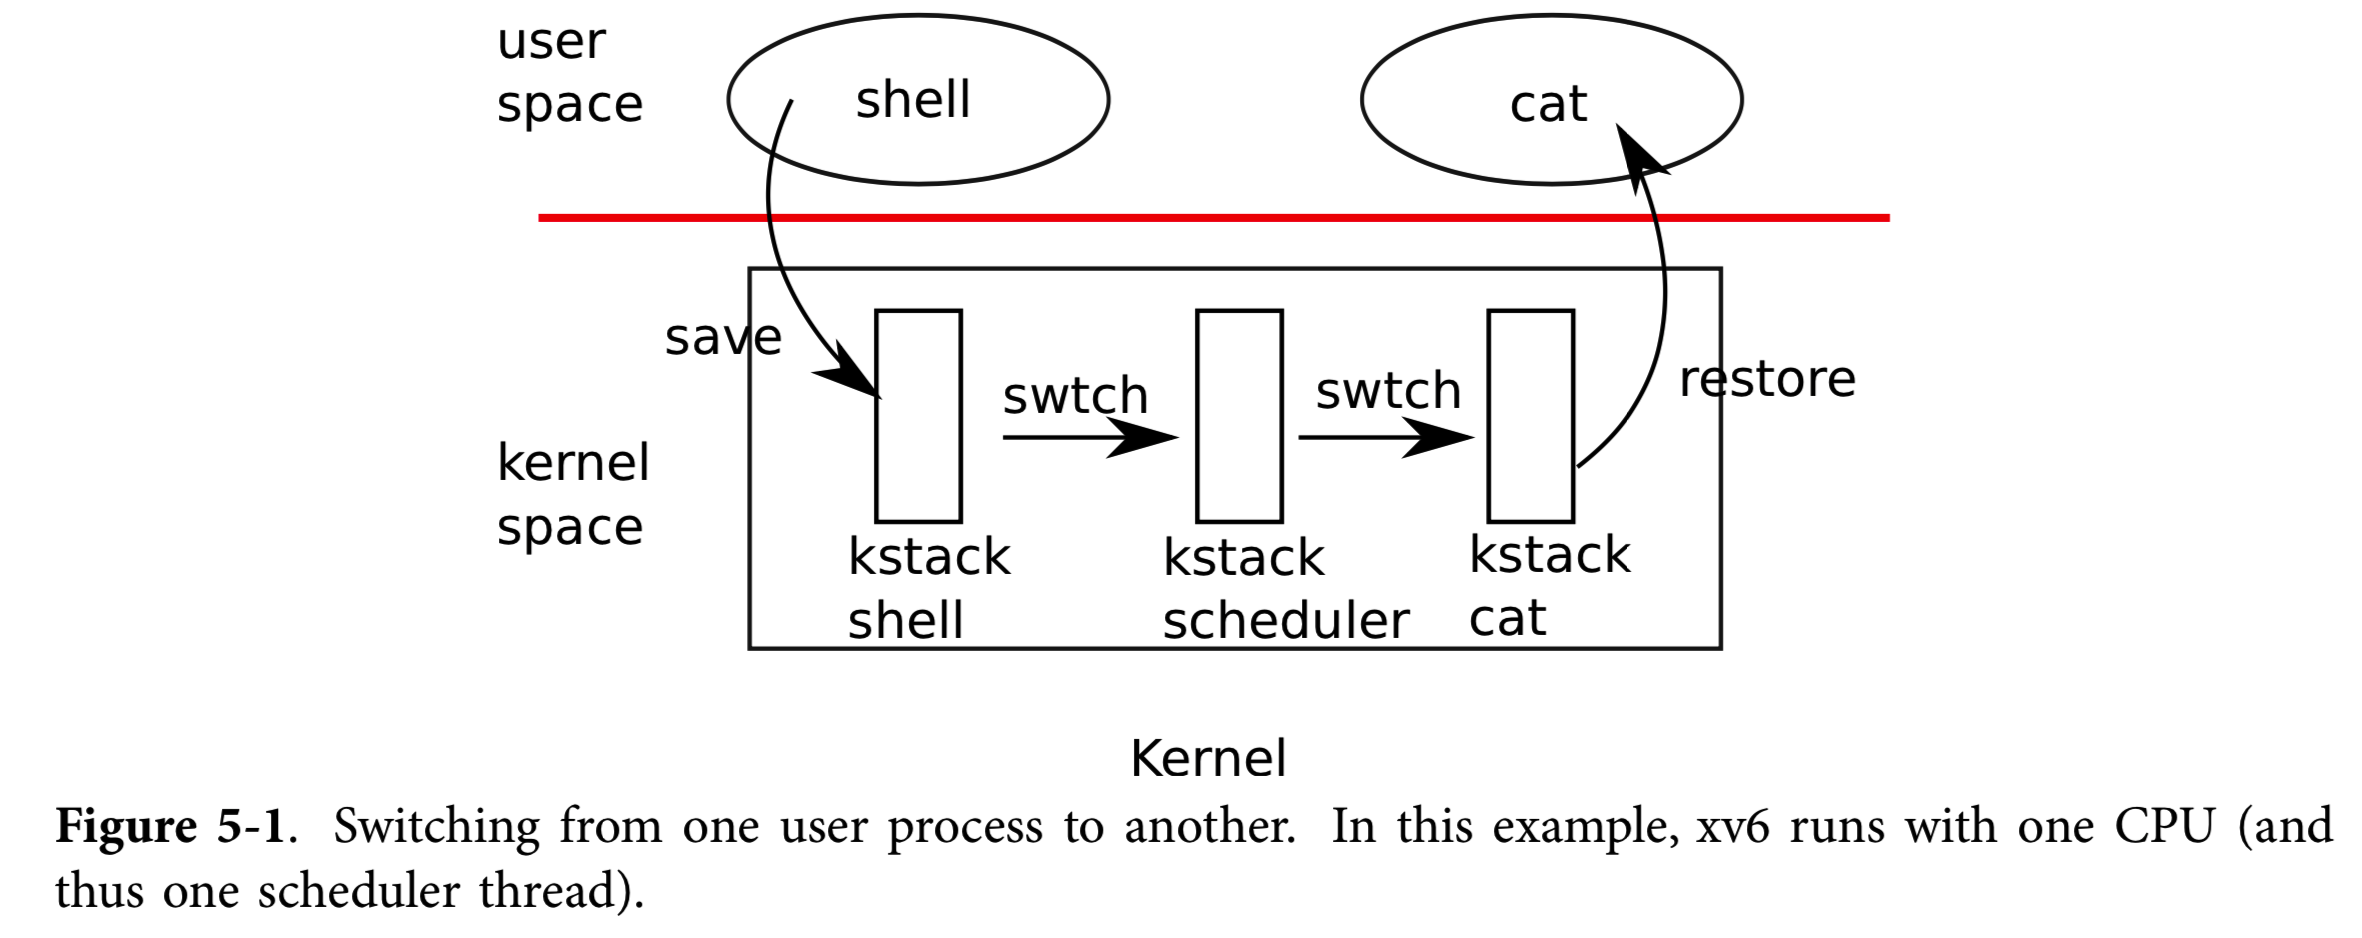 user
space
shell
cat
save
swtch
swtch
restore
kernel
space
kstack
shell
kstack
scheduler
kstack
cat
Kernel
Figure 5-1. Switching from one user process to another. In this example, xv6 runs with one CPU (and
thus one scheduler thread).